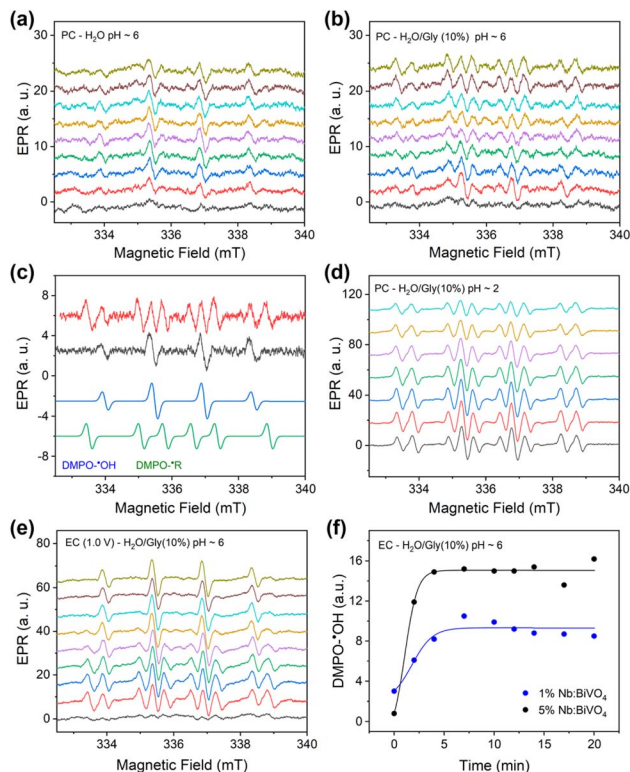 (a)
PC - H₂O pH ~ 6
30
20
10
0
EPR (a. u.)
334
336
338
340
Magnetic Field (mT)
(b)
PC - H₂O/Gly (10%) pH ~ 6
30
20
10
0
EPR (a. u.)
334
336
338
340
Magnetic Field (mT)
(c)
8
4
0
-4
-8
EPR (a. u.)
DMPO-•OH
DMPO-•R
334
336
338
340
Magnetic Field (mT)
(d)
PC - H₂O/Gly(10%) pH ~ 2
120
80
40
0
EPR (a. u.)
334
336
338
340
Magnetic Field (mT)
(e)
EC (1.0 V) - H₂O/Gly(10%) pH ~ 6
80
60
40
20
0
EPR (a. u.)
334
336
338
340
Magnetic Field (mT)
(f)
EC - H₂O/Gly(10%) pH ~ 6
20
16
12
8
4
0
DMPO-•OH (a.u.)
1% Nb:BiVO₄
5% Nb:BiVO₄
0
5
10
15
20
Time (min)